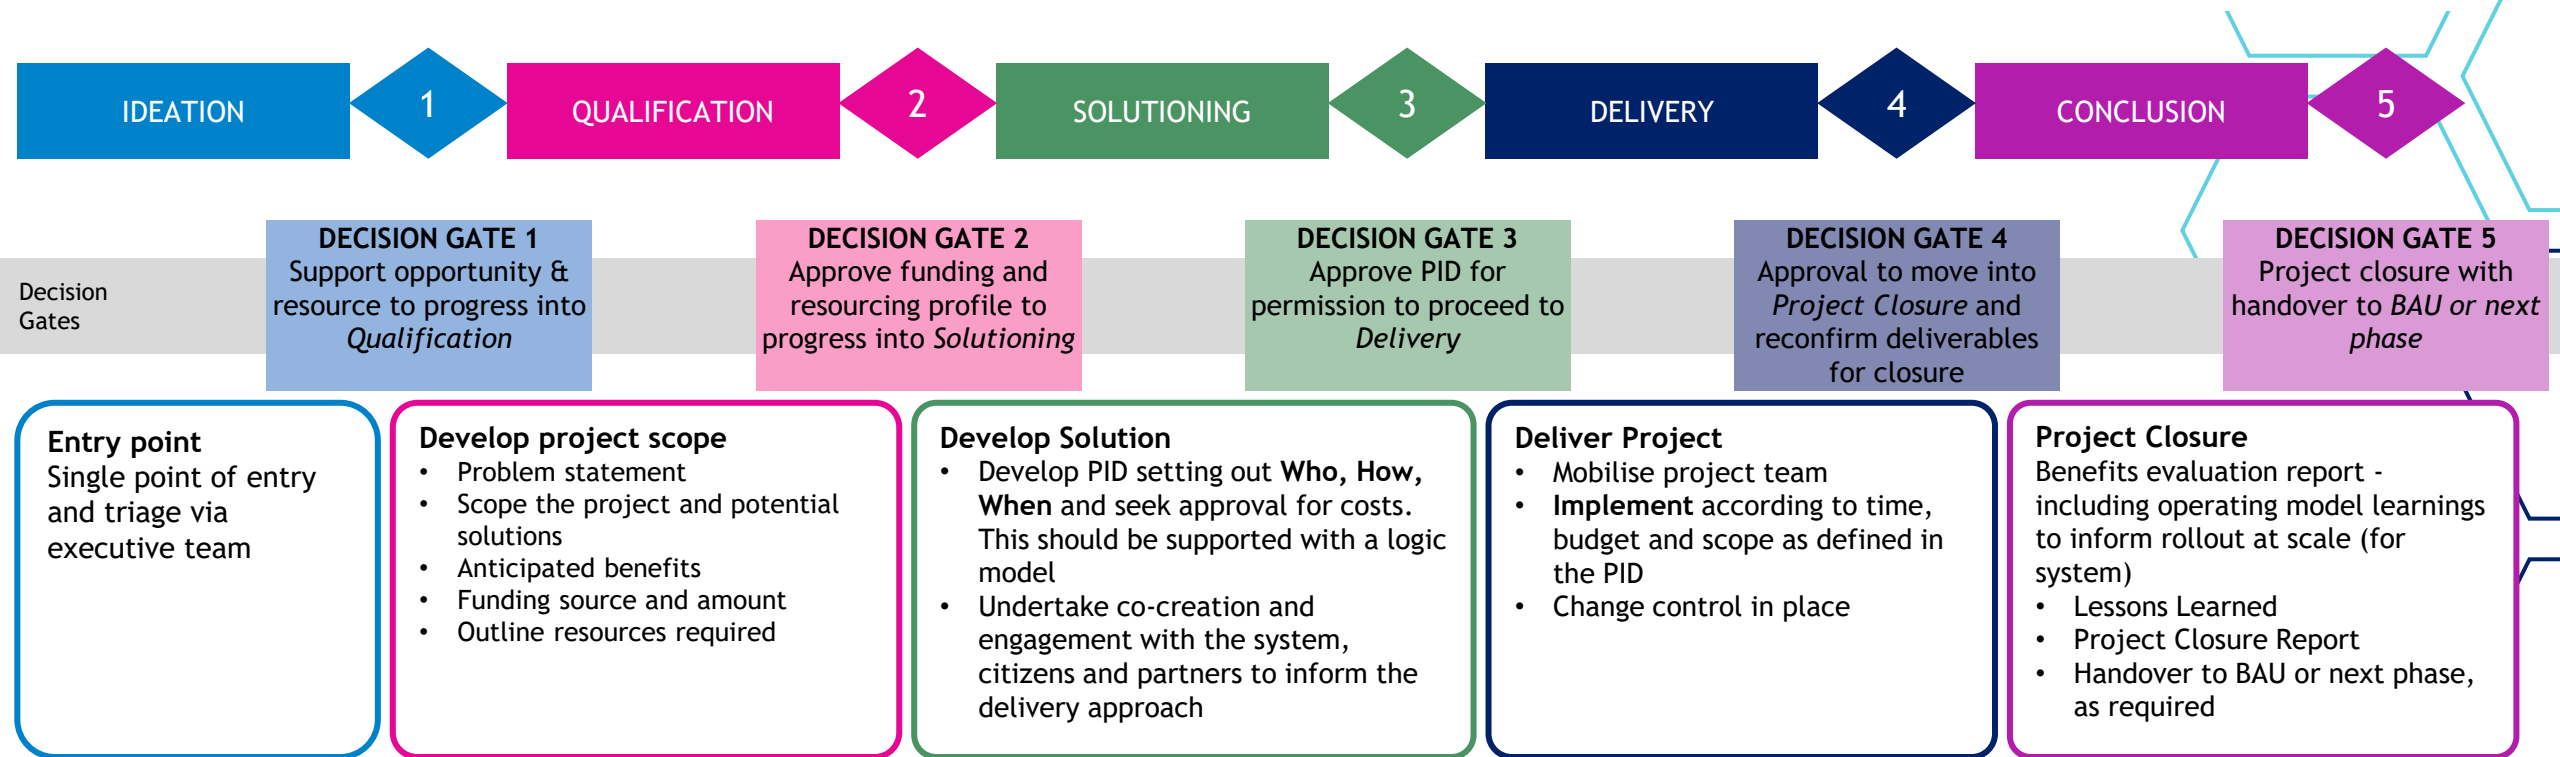 IDEATION
1
QUALIFICATION
2
SOLUTIONING
3
DELIVERY
4
CONCLUSION
5
Decision
Gates
DECISION GATE 1
Support opportunity &
resource to progress into
Qualification
DECISION GATE 2
Approve funding and
resourcing profile to
progress into Solutioning
DECISION GATE 3
Approve PID for
permission to proceed to
Delivery
DECISION GATE 4
Approval to move into
Project Closure and
reconfirm deliverables
for closure
DECISION GATE 5
Project closure with
handover to BAU or next
phase
Entry point
Single point of entry
and triage via
executive team
Develop project scope
• Problem statement
• Scope the project and potential
solutions
• Anticipated benefits
• Funding source and amount
• Outline resources required
Develop Solution
• Develop PID setting out Who, How,
When and seek approval for costs.
This should be supported with a logic
model
• Undertake co-creation and
engagement with the system,
citizens and partners to inform the
delivery approach
Deliver Project
• Mobilise project team
• Implement according to time,
budget and scope as defined in
the PID
• Change control in place
Project Closure
Benefits evaluation report -
including operating model learnings
to inform rollout at scale (for
system)
• Lessons Learned
• Project Closure Report
• Handover to BAU or next phase,
as required